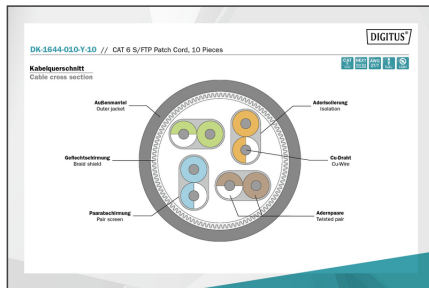 DIGITUS®
DK-1644-010-Y-10 // CAT 6 S/FTP Patch Cord, 10 Pieces
Kabelquerschnitt
Cable cross section
Außenmantel
Outer jacket
Aderisolierung
Isolation
Geflechtschirmung
Braid shield
Cu-Draht
Cu-Wire
Paarabschirmung
Pair screen
Adernpaare
Twisted pair